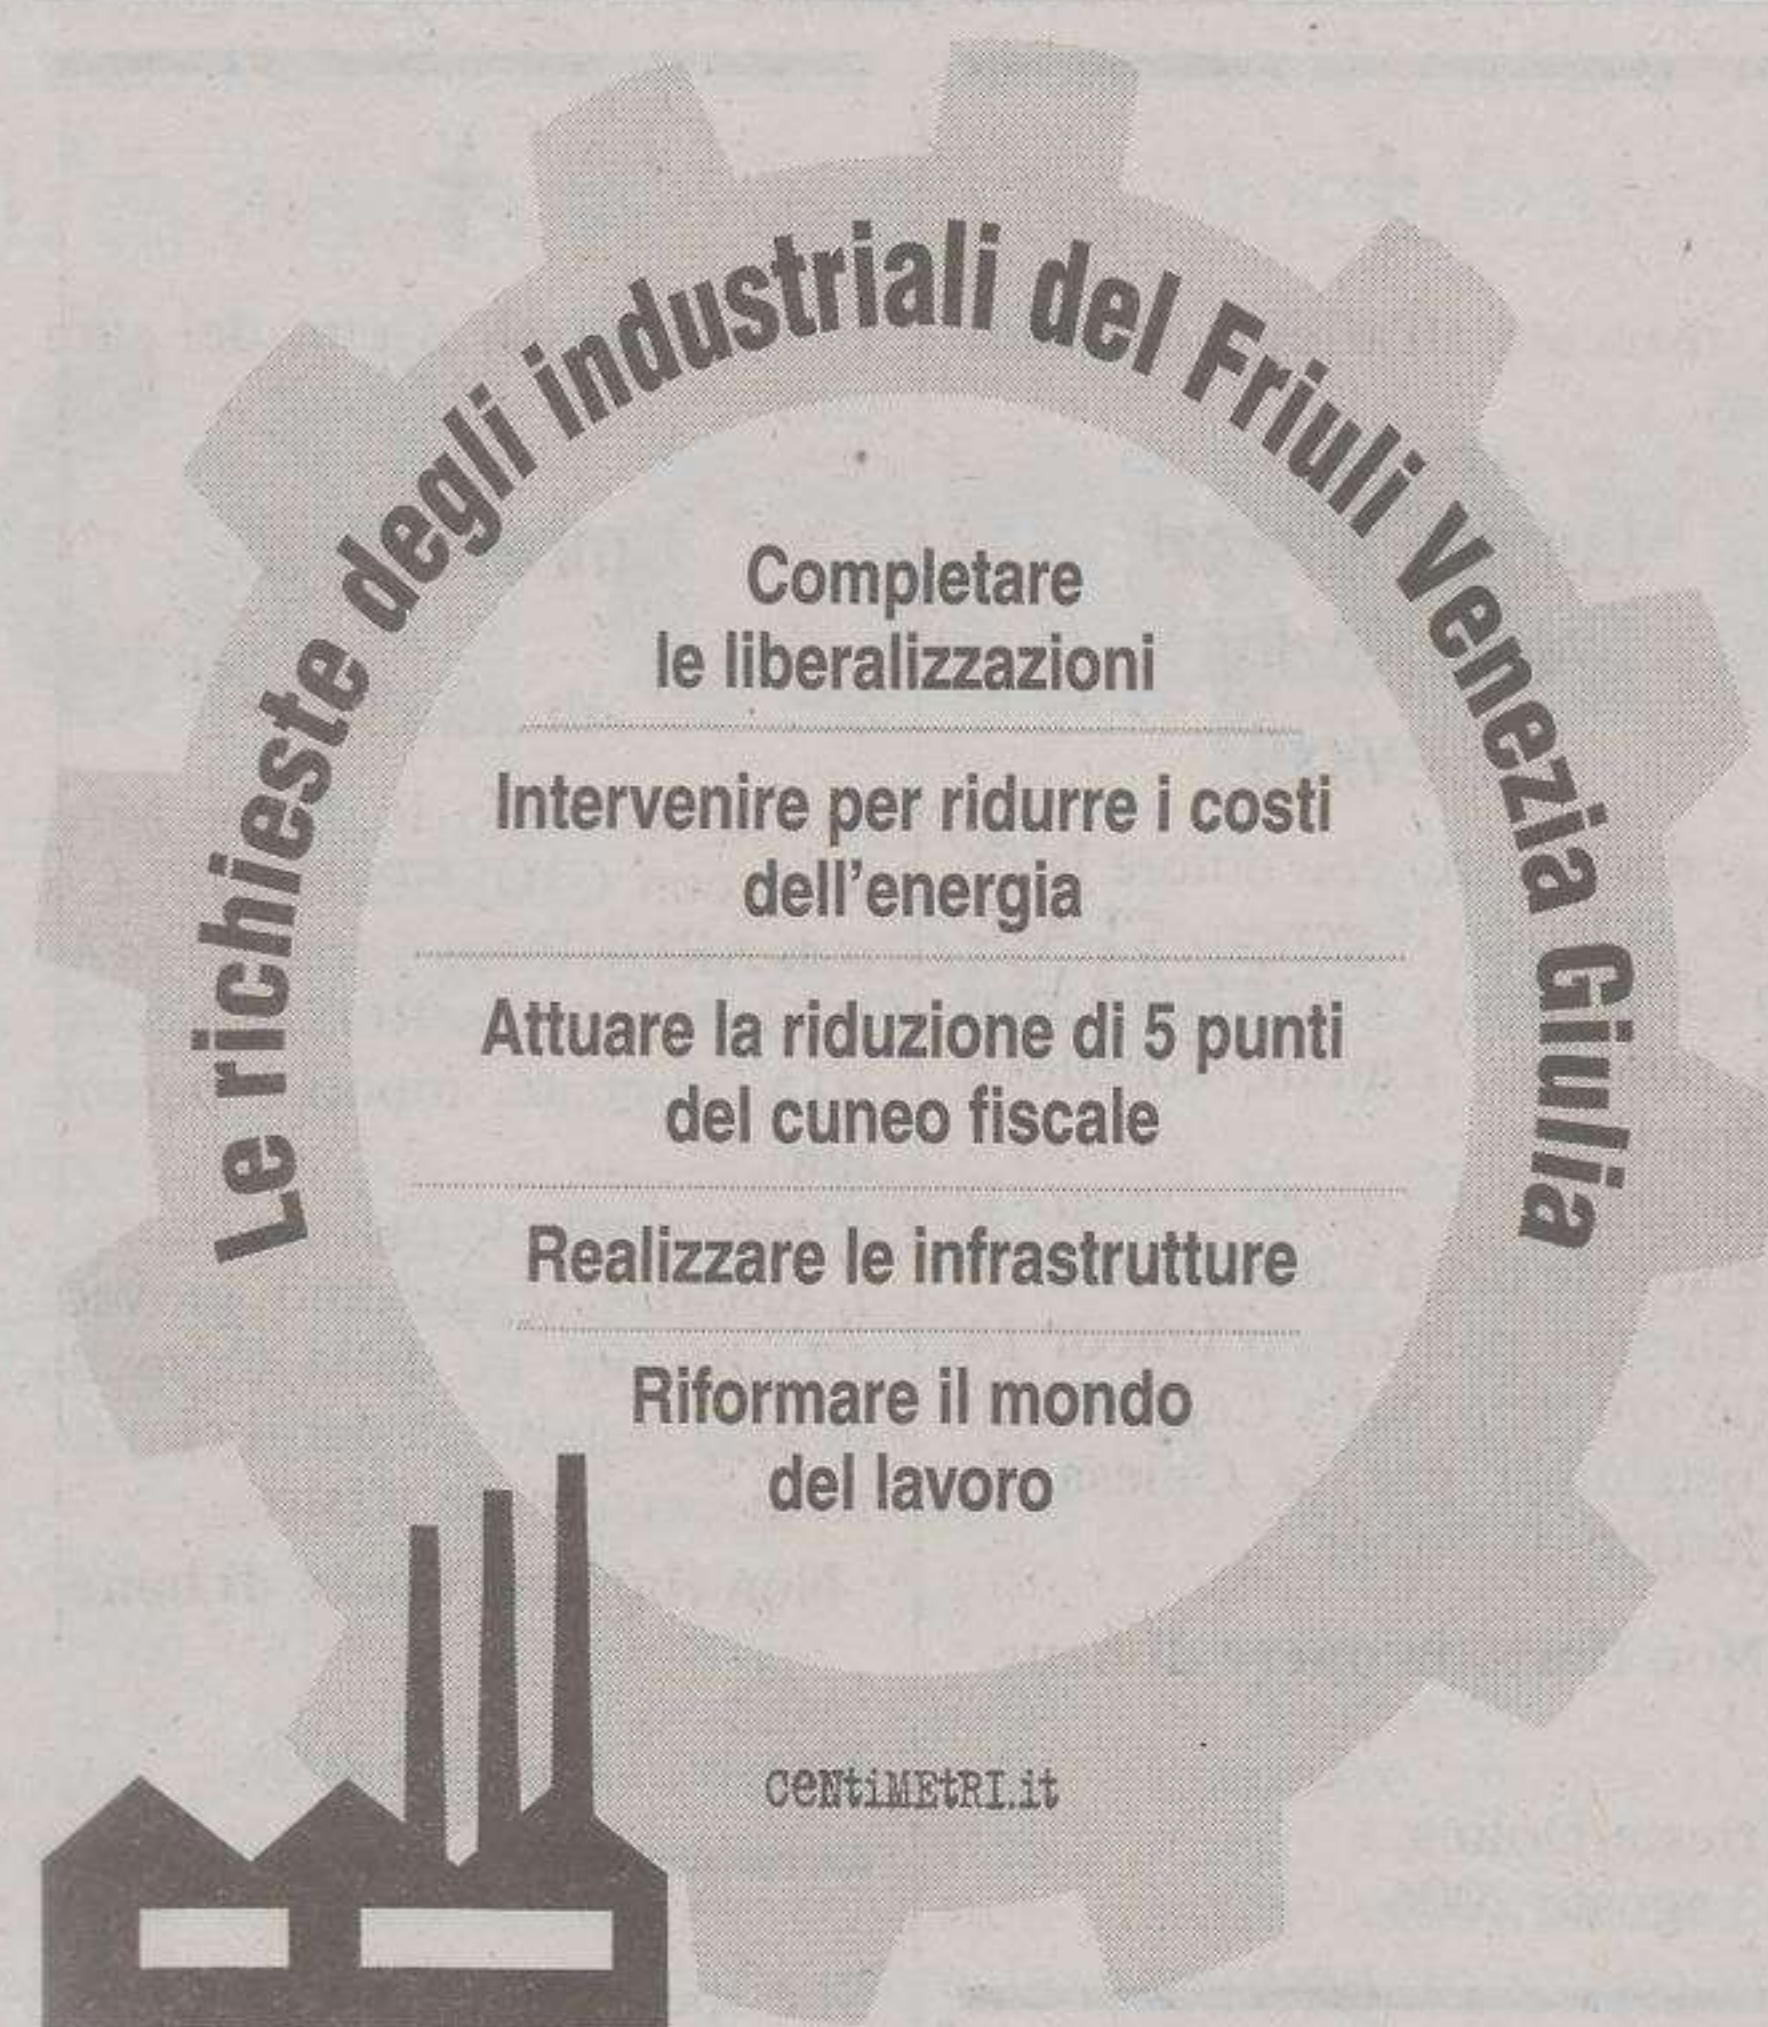 Le richieste degli industriali del Friuli Venezia Giulia
Completare
le liberalizzazioni
Intervenire per ridurre i costi
dell'energia
Attuare la riduzione di 5 punti
del cuneo fiscale
Realizzare le infrastrutture
Riformare il mondo
del lavoro
CeNtiMEtRI.it